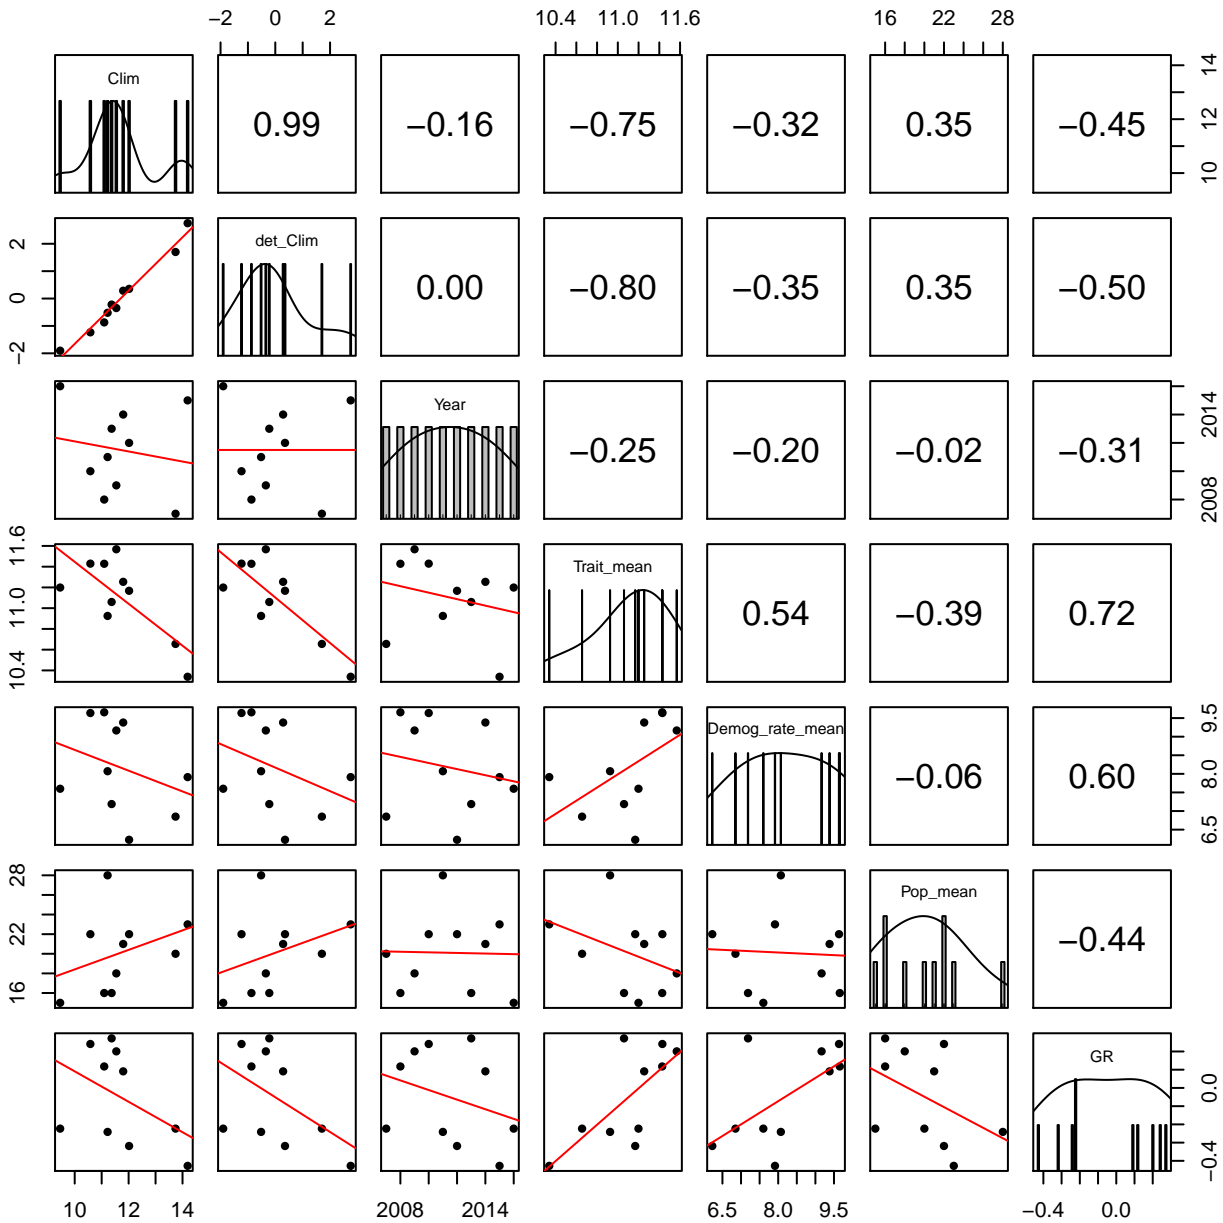 −2 0 2 10.4 11.0 11.6 16 22 28
Clim 0.99 −0.16 −0.75 −0.32 0.35 −0.45 10 12 14
−2 0 2 det_Clim 0.00 −0.80 −0.35 0.35 −0.50
Year −0.25 −0.20 −0.02 −0.31 2008 2014
10.4 11.0 11.6 Trait_mean 0.54 −0.39 0.72
Demog_rate_mean −0.06 0.60 6.5 8.0 9.5
16 22 28 Pop_mean −0.44
GR −0.4 0.0
10 12 14 2008 2014 6.5 8.0 9.5 −0.4 0.0